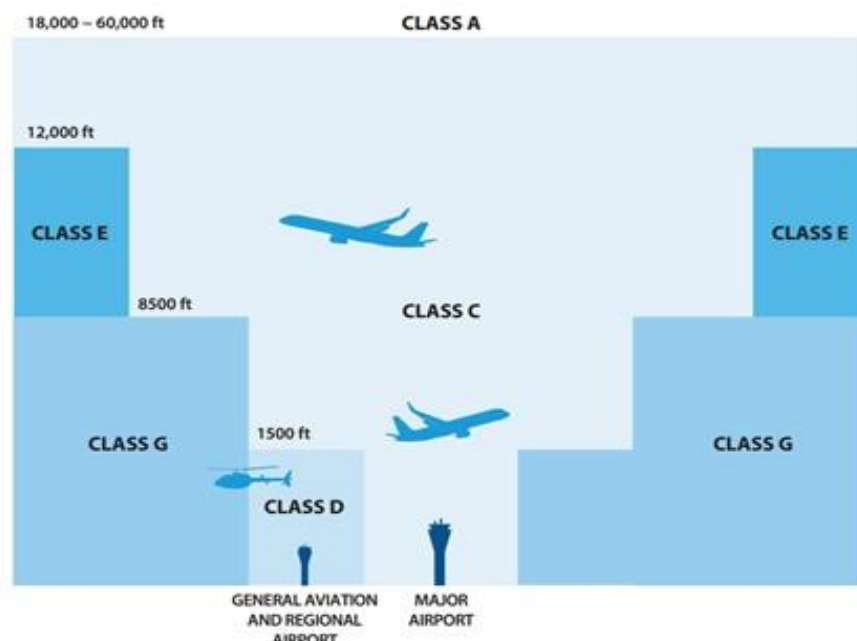 18,000 – 60,000 ft
CLASS A
12,000 ft
CLASS E
CLASS E
8500 ft
CLASS C
1500 ft
CLASS G
CLASS G
CLASS D
GENERAL AVIATION
AND REGIONAL
AIRPORT
MAJOR
AIRPORT